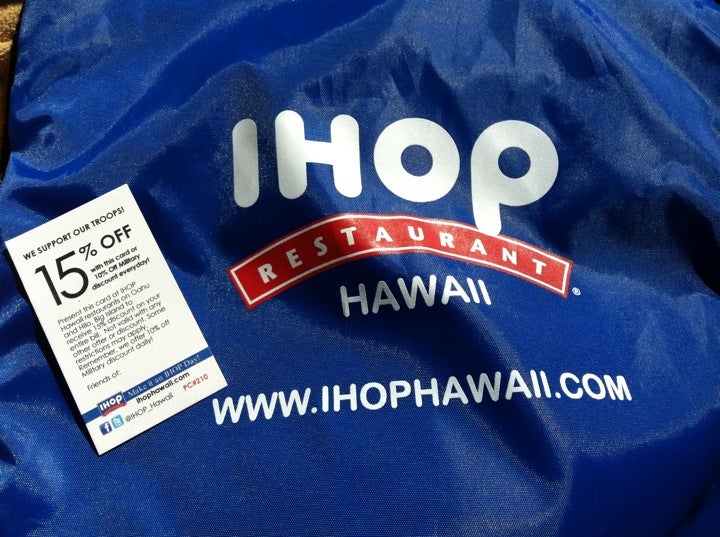 IHOP
RESTAURANT
®
HAWAII
WWW.IHOPHAWAII.COM
WE SUPPORT OUR TROOPS!
15% OFF
with this card or
10% Off Military
discount everyday!
Present this card at IHOP
Hawaii restaurants on Oahu
and Hilo, Big Island to
receive 15% discount on your
entire bill. Not valid with any
other offer or discount. Some
restrictions may apply.
Remember, we offer 10% off
Military discount daily!
Friends of:
IHOP Make it an IHOP Day!
RESTAURANT
ihophawaii.com
@IHOP_Hawaii PC#210